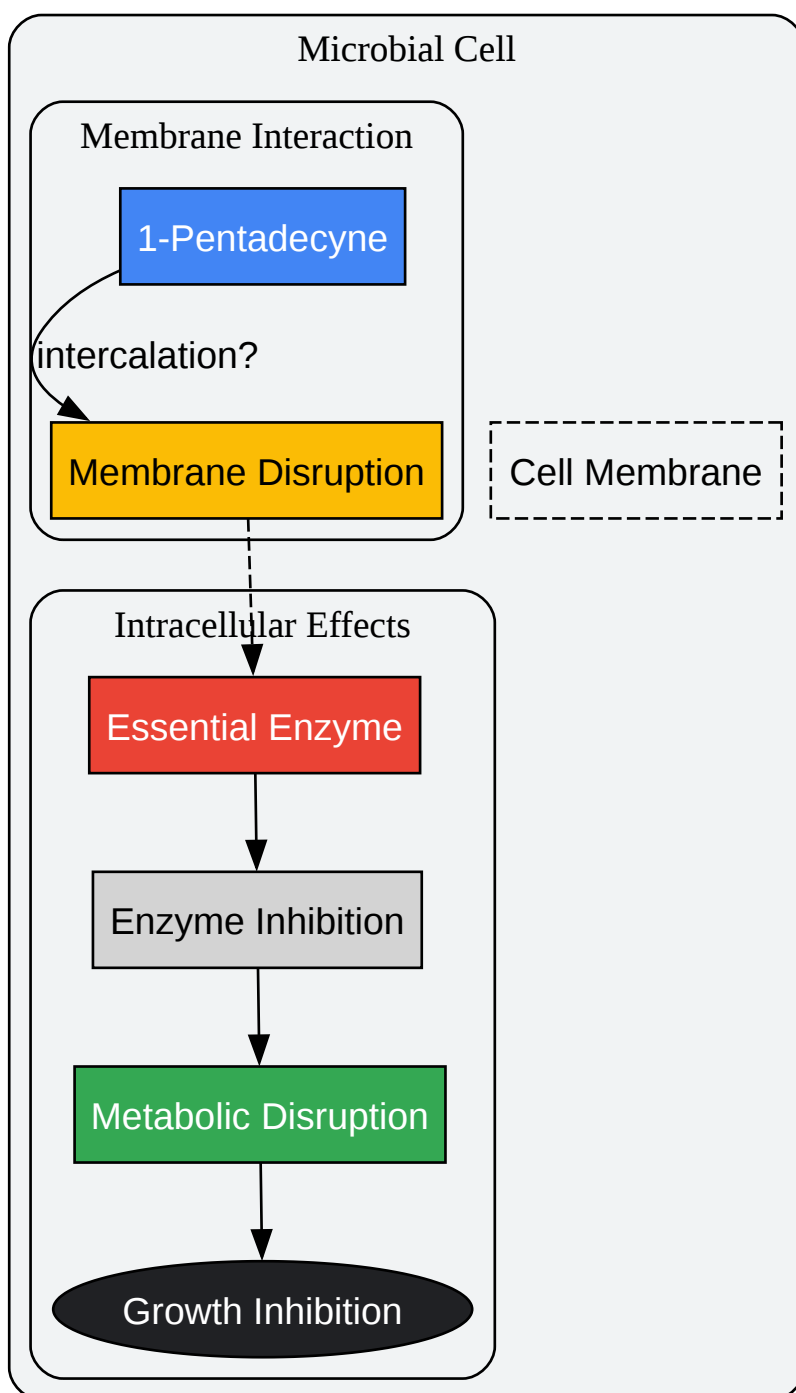 Microbial Cell
Membrane Interaction
1-Pentadecyne
intercalation?
Membrane Disruption
Cell Membrane
Intracellular Effects
Essential Enzyme
Enzyme Inhibition
Metabolic Disruption
Growth Inhibition